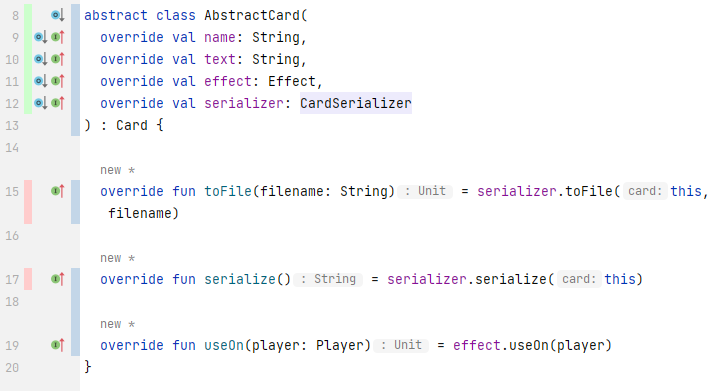 8 abstract class AbstractCard(
9 override val name: String,
10 override val text: String,
11 override val effect: Effect,
12 override val serializer: CardSerializer
13 ) : Card {
14
new *
15 override fun toFile(filename: String) : Unit = serializer.toFile( card: this,
filename)
16
new *
17 override fun serialize() : String = serializer.serialize( card: this)
18
new *
19 override fun useOn(player: Player) : Unit = effect.useOn(player)
20 }